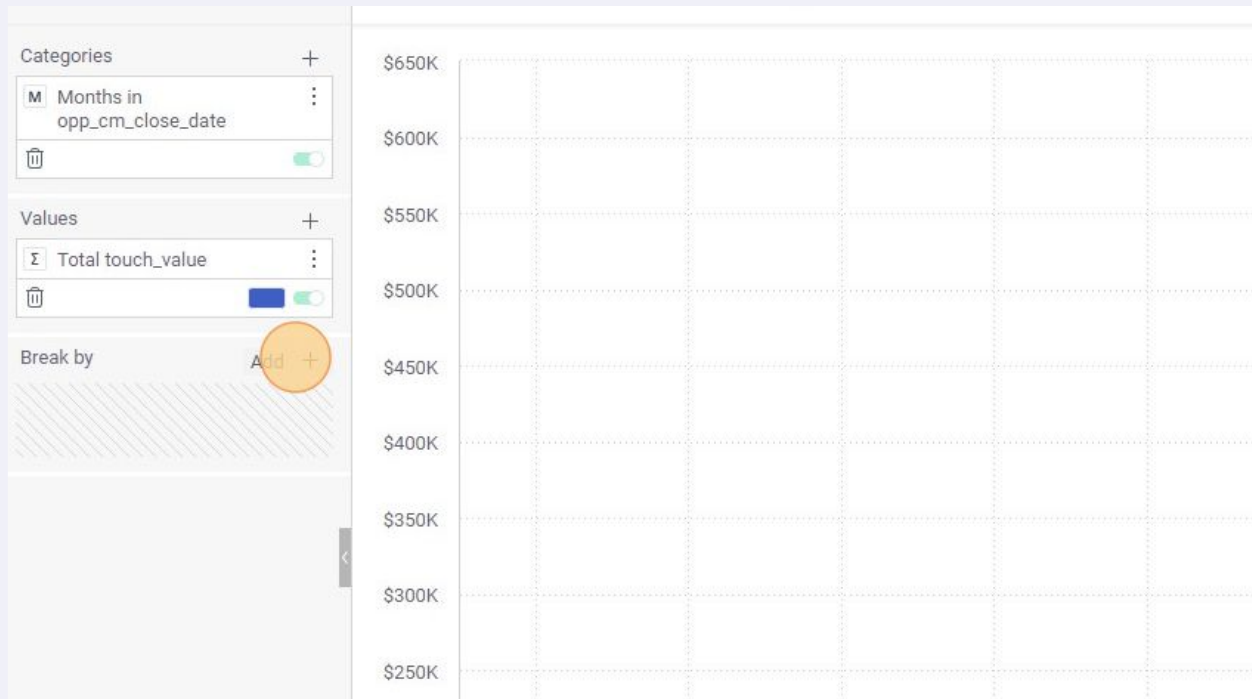 Categories
M Months in
opp_cm_close_date
Values
Σ Total touch_value
Break by Add
$650K
$600K
$550K
$500K
$450K
$400K
$350K
$300K
$250K